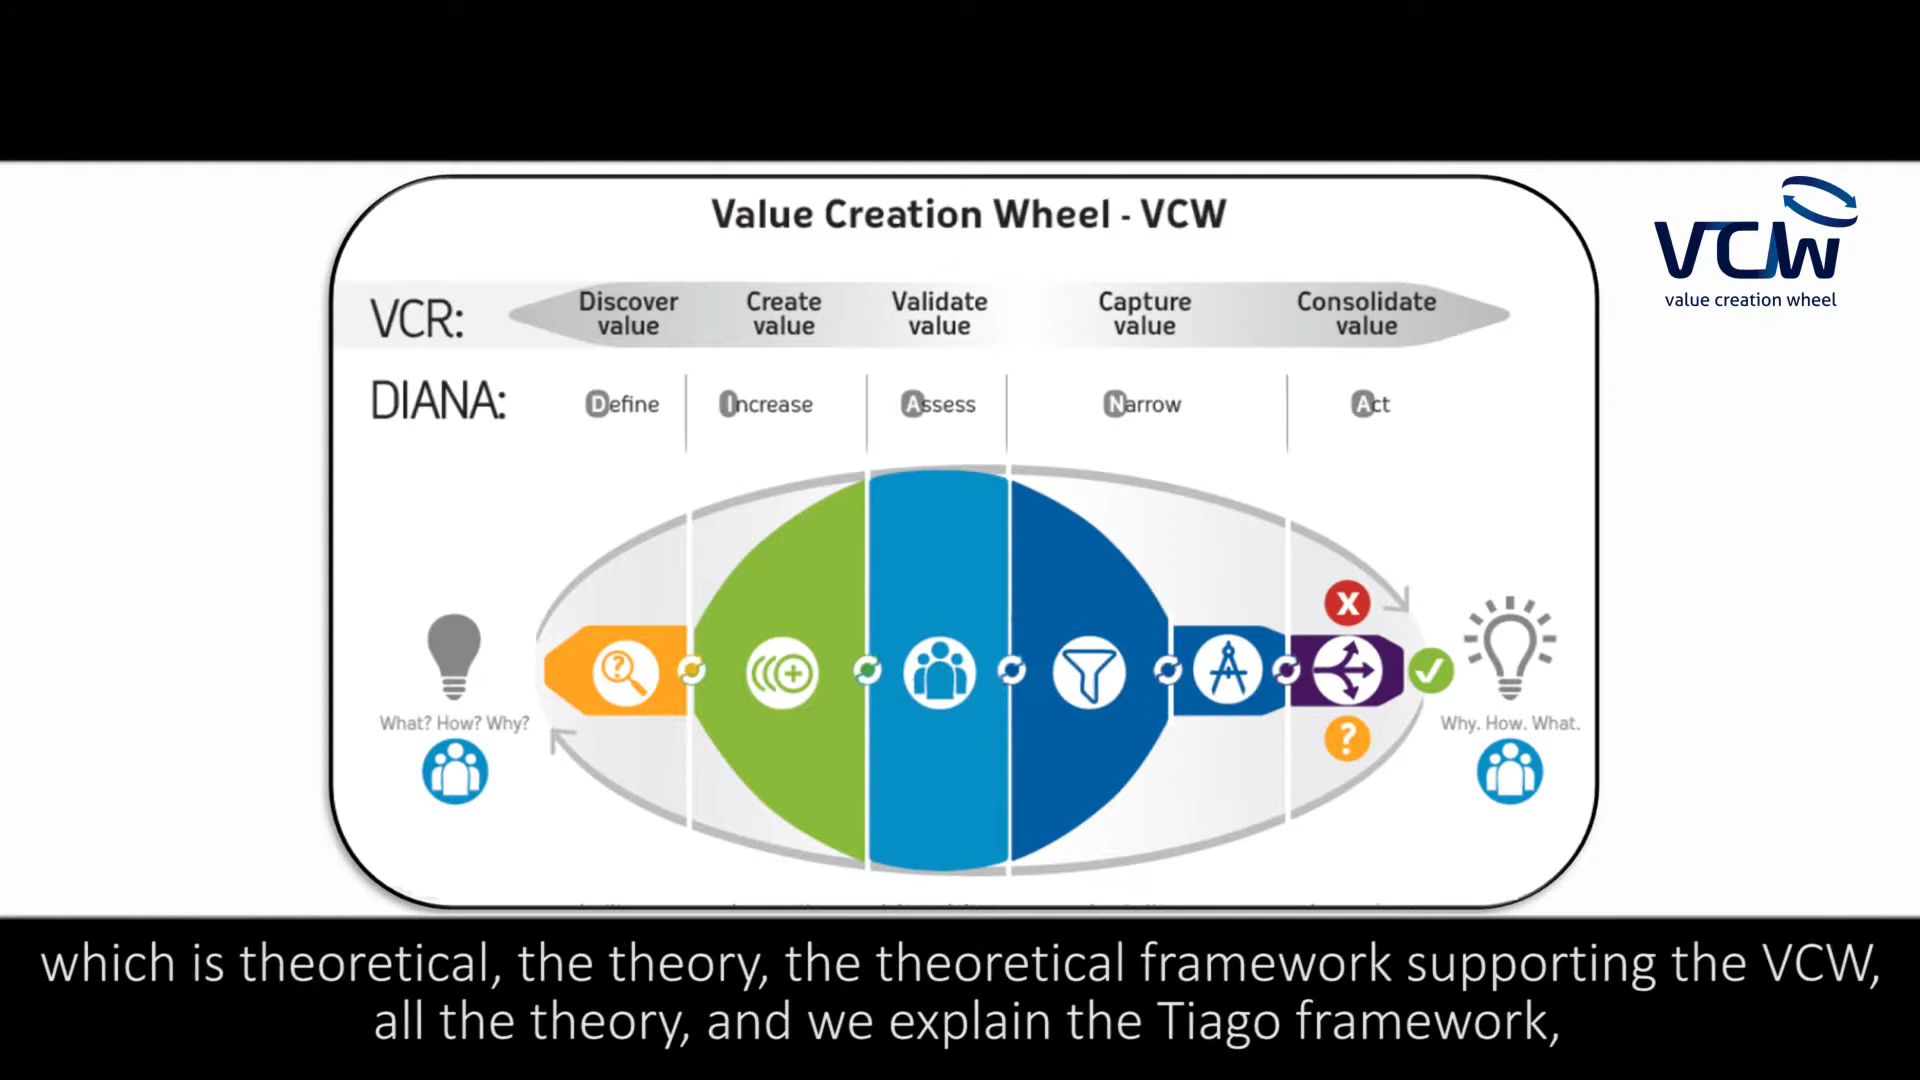 Value Creation Wheel - VCW
VCW
value creation wheel
VCR:
Discover
value
Create
value
Validate
value
Capture
value
Consolidate
value
DIANA:
Define
Increase
Assess
Narrow
Act
X
?
?
What? How? Why?
Why. How. What.
which is theoretical, the theory, the theoretical framework supporting the VCW,
all the theory, and we explain the Tiago framework,